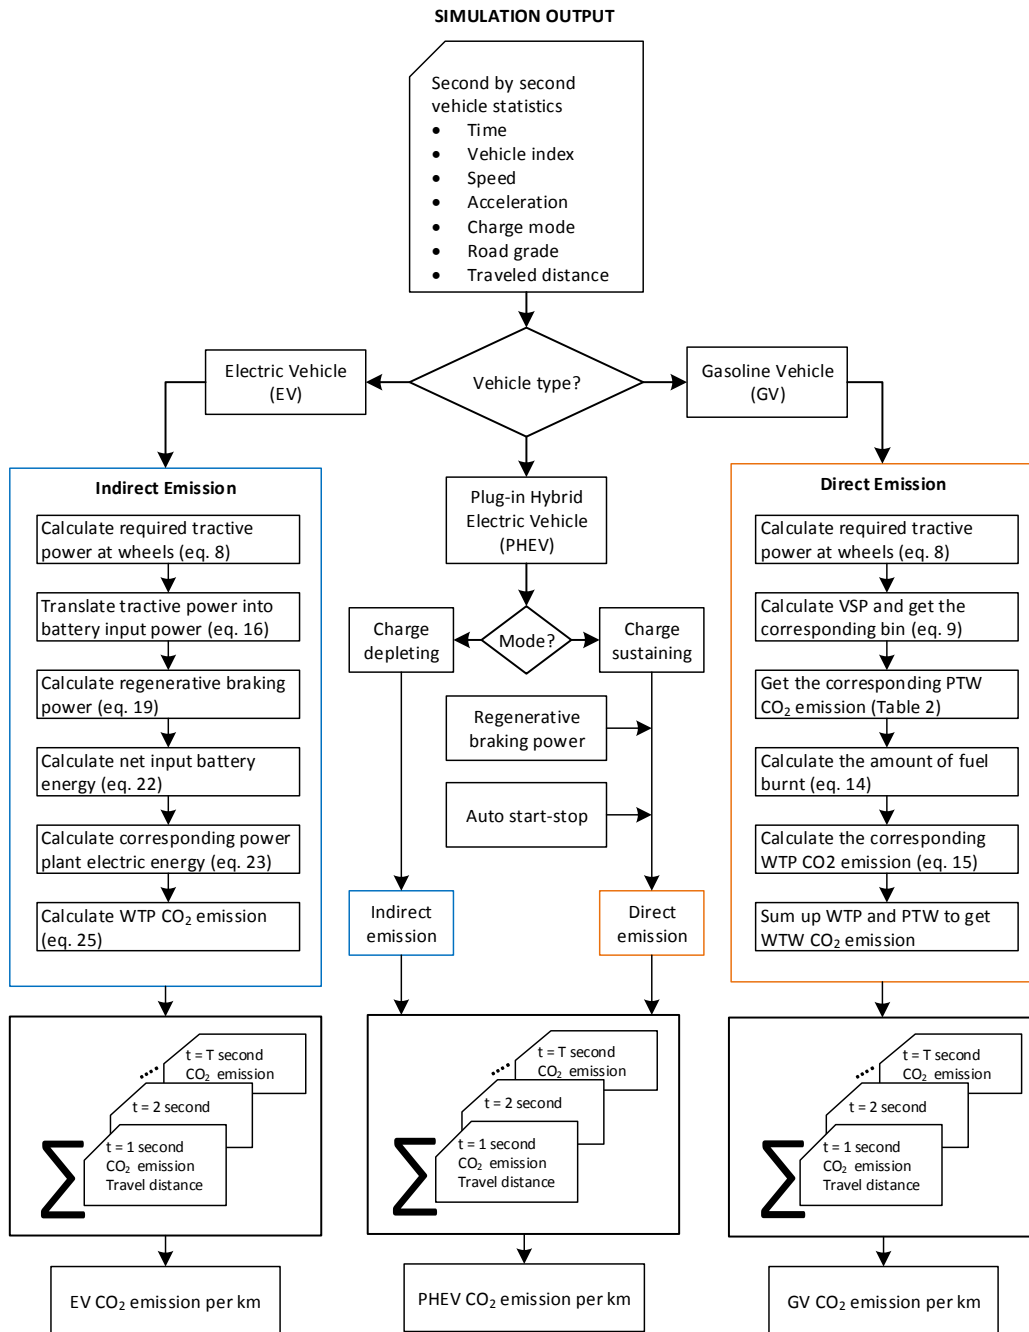 SIMULATION OUTPUT
Second by second
vehicle statistics
• Time
• Vehicle index
• Speed
• Acceleration
• Charge mode
• Road grade
• Traveled distance
Vehicle type?
Electric Vehicle
(EV)
Gasoline Vehicle
(GV)
Plug-in Hybrid
Electric Vehicle
(PHEV)
Indirect Emission
Calculate required tractive
power at wheels (eq. 8)
Translate tractive power into
battery input power (eq. 16)
Calculate regenerative braking
power (eq. 19)
Calculate net input battery
energy (eq. 22)
Calculate corresponding power
plant electric energy (eq. 23)
Calculate WTP CO₂ emission
(eq. 25)
Mode?
Charge
depleting
Charge
sustaining
Regenerative
braking power
Auto start-stop
Indirect
emission
Direct
emission
Direct Emission
Calculate required tractive
power at wheels (eq. 8)
Calculate VSP and get the
corresponding bin (eq. 9)
Get the corresponding PTW
CO₂ emission (Table 2)
Calculate the amount of fuel
burnt (eq. 14)
Calculate the corresponding
WTP CO2 emission (eq. 15)
Sum up WTP and PTW to get
WTW CO₂ emission
t = T second
CO₂ emission
t = 2 second
t = 1 second
CO₂ emission
Travel distance
∑
EV CO₂ emission per km
t = T second
CO₂ emission
t = 2 second
t = 1 second
CO₂ emission
Travel distance
∑
PHEV CO₂ emission per km
t = T second
CO₂ emission
t = 2 second
t = 1 second
CO₂ emission
Travel distance
∑
GV CO₂ emission per km